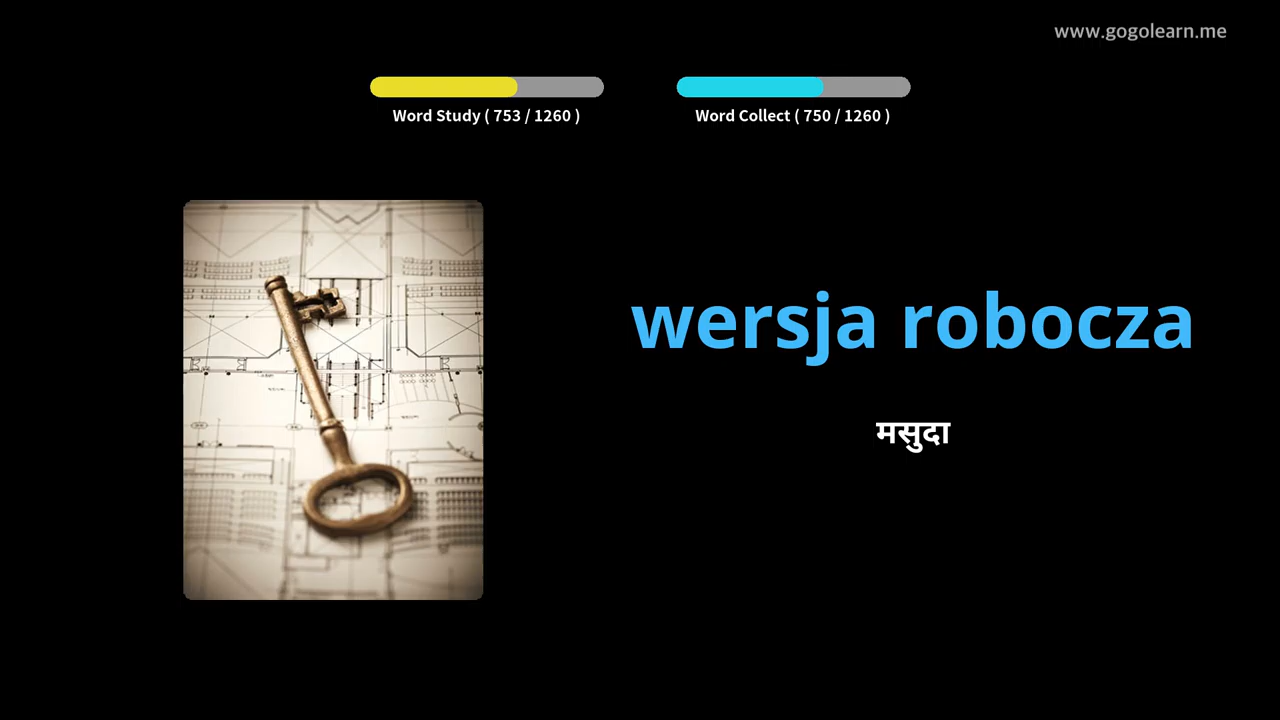 www.gogolearn.me
Word Study ( 753 / 1260 )
Word Collect ( 750 / 1260 )
wersja robocza
मसुदा